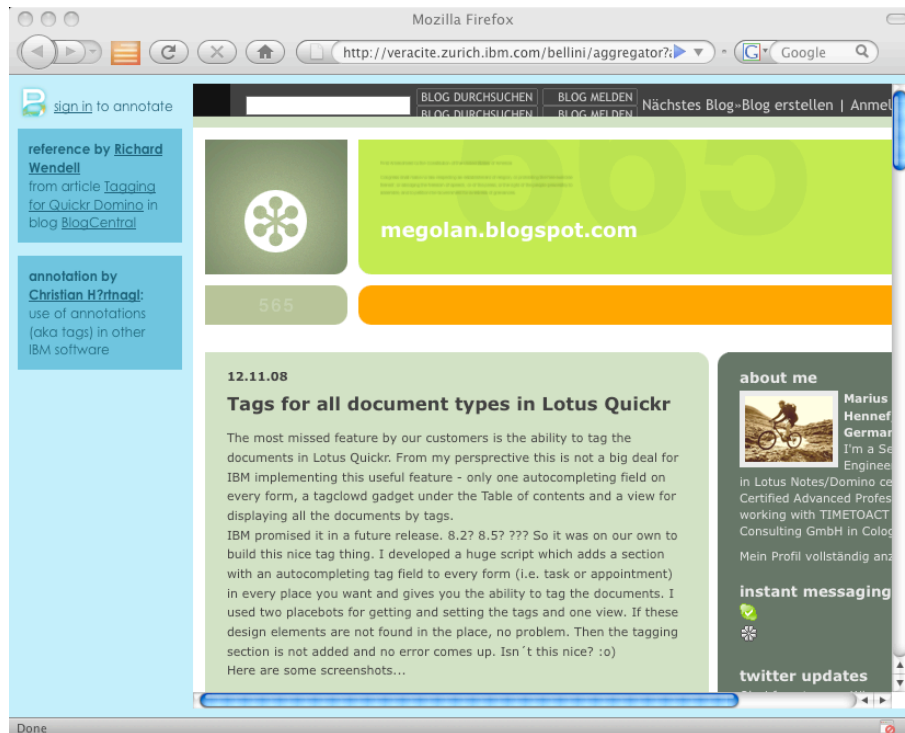 Mozilla Firefox
http://veracite.zurich.ibm.com/bellini/aggregator?a
G Google
sign in to annotate
reference by Richard
Wendell
from article Tagging
for Quickr Domino in
blog BlogCentral
annotation by
Christian H?rtnagl:
use of annotations
(aka tags) in other
IBM software
BLOG DURCHSUCHEN BLOG MELDEN
BLOG DURCHSUCHEN BLOG MELDEN
Nächstes Blog»Blog erstellen | Anmel
565
megolan.blogspot.com
565
12.11.08
Tags for all document types in Lotus Quickr
The most missed feature by our customers is the ability to tag the
documents in Lotus Quickr. From my persprective this is not a big deal for
IBM implementing this useful feature - only one autocompleting field on
every form, a tagclowd gadget under the Table of contents and a view for
displaying all the documents by tags.
IBM promised it in a future release. 8.2? 8.5? ??? So it was on our own to
build this nice tag thing. I developed a huge script which adds a section
with an autocompleting tag field to every form (i.e. task or appointment)
in every place you want and gives you the ability to tag the documents. I
used two placebots for getting and setting the tags and one view. If these
design elements are not found in the place, no problem. Then the tagging
section is not added and no error comes up. Isn´t this nice? :o)
Here are some screenshots...
about me
Marius
Hennef
Germar
I'm a Se
Enginee
in Lotus Notes/Domino ce
Certified Advanced Profes
working with TIMETOACT
Consulting GmbH in Colog
Mein Profil vollständig anz
instant messaging
twitter updates
Done